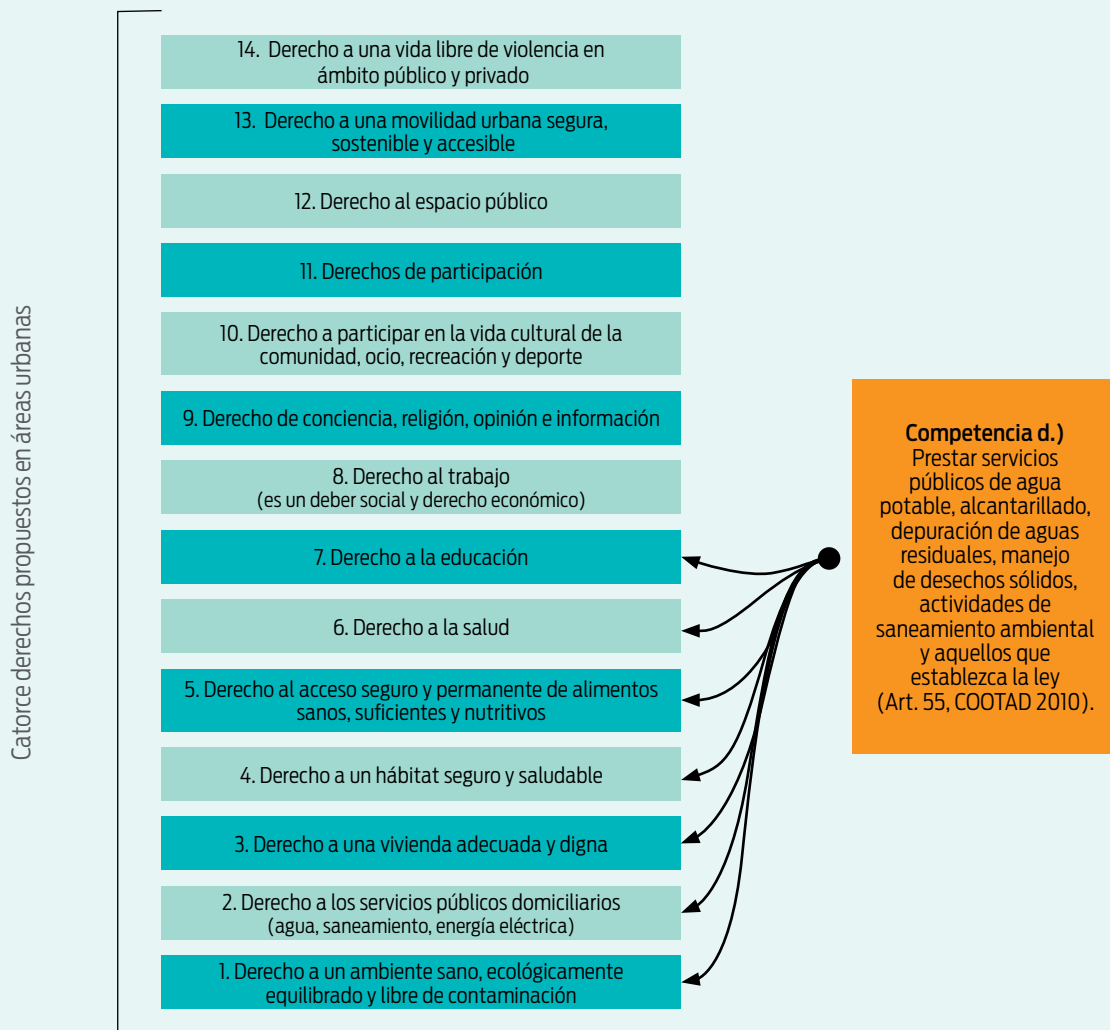 Catorce derechos propuestos en áreas urbanas
14. Derecho a una vida libre de violencia en
ámbito público y privado
13. Derecho a una movilidad urbana segura,
sostenible y accesible
12. Derecho al espacio público
11. Derechos de participación
10. Derecho a participar en la vida cultural de la
comunidad, ocio, recreación y deporte
9. Derecho de conciencia, religión, opinión e información
8. Derecho al trabajo
(es un deber social y derecho económico)
7. Derecho a la educación
6. Derecho a la salud
5. Derecho al acceso seguro y permanente de alimentos
sanos, suficientes y nutritivos
4. Derecho a un hábitat seguro y saludable
3. Derecho a una vivienda adecuada y digna
2. Derecho a los servicios públicos domiciliarios
(agua, saneamiento, energía eléctrica)
1. Derecho a un ambiente sano, ecológicamente
equilibrado y libre de contaminación
Competencia d.)
Prestar servicios
públicos de agua
potable, alcantarillado,
depuración de aguas
residuales, manejo
de desechos sólidos,
actividades de
saneamiento ambiental
y aquellos que
establezca la ley
(Art. 55, COOTAD 2010).